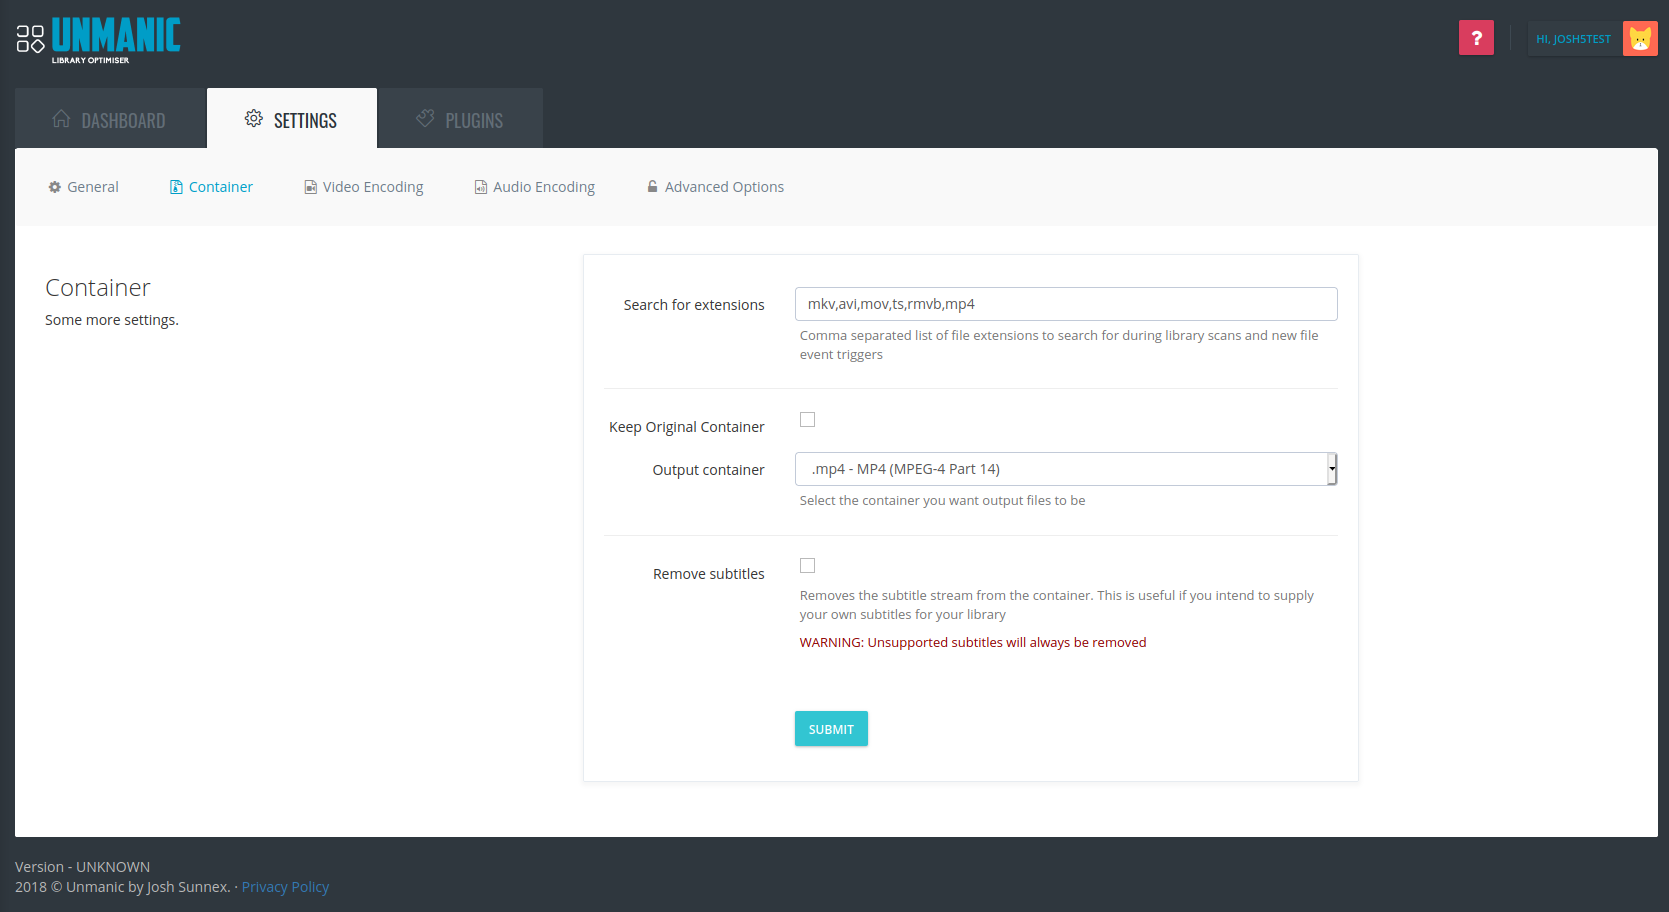 UNMANIC
LIBRARY OPTIMISER
?
HI, JOSH5TEST
DASHBOARD
SETTINGS
PLUGINS
General
Container
Video Encoding
Audio Encoding
Advanced Options
Container
Some more settings.
Search for extensions
mkv,avi,mov,ts,rmvb,mp4
Comma separated list of file extensions to search for during library scans and new file
event triggers
Keep Original Container
Output container
.mp4 - MP4 (MPEG-4 Part 14)
Select the container you want output files to be
Remove subtitles
Removes the subtitle stream from the container. This is useful if you intend to supply
your own subtitles for your library
WARNING: Unsupported subtitles will always be removed
SUBMIT
Version - UNKNOWN
2018 © Unmanic by Josh Sunnex. · Privacy Policy